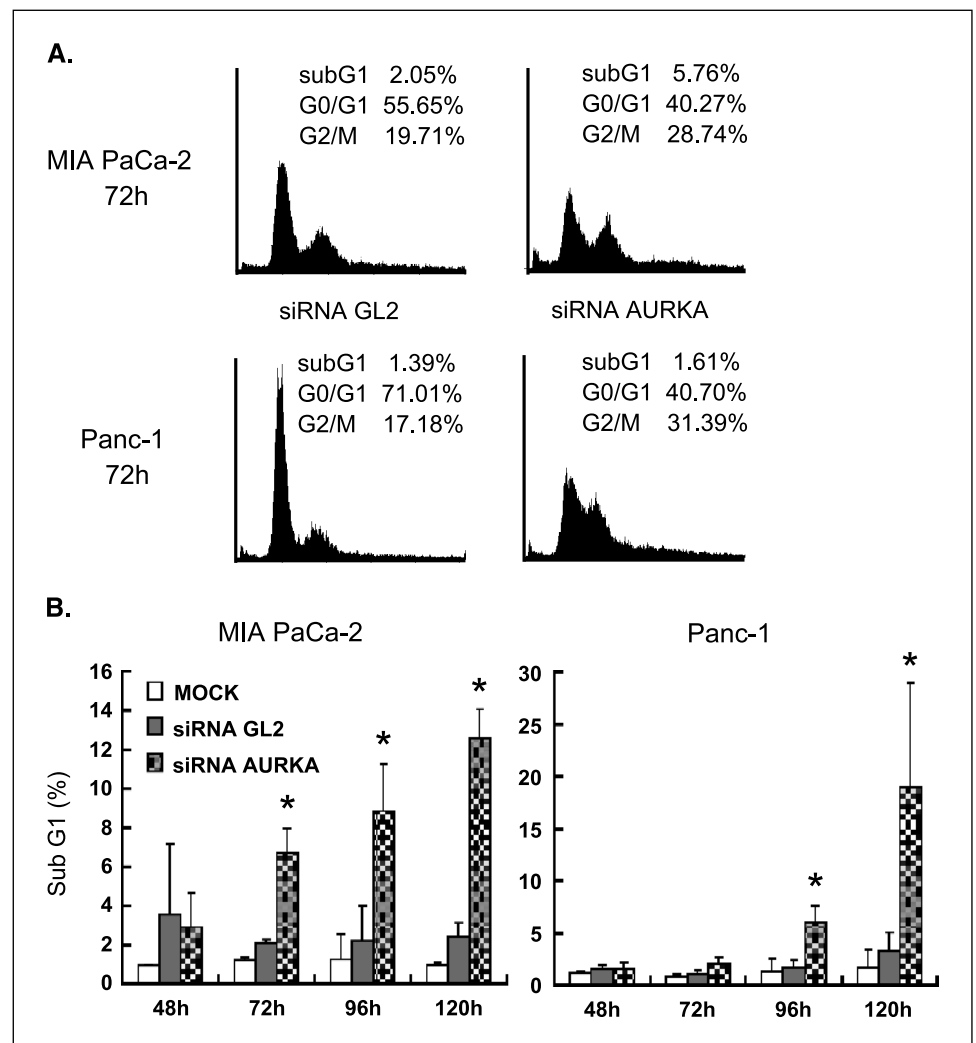 A.
MIA PaCa-2
72h
subG1 2.05%
G0/G1 55.65%
G2/M 19.71%
subG1 5.76%
G0/G1 40.27%
G2/M 28.74%
siRNA GL2
siRNA AURKA
Panc-1
72h
subG1 1.39%
G0/G1 71.01%
G2/M 17.18%
subG1 1.61%
G0/G1 40.70%
G2/M 31.39%
B.
MIA PaCa-2
Sub G1 (%)
16
14
12
10
8
6
4
2
0
MOCK
siRNA GL2
siRNA AURKA
*
*
*
48h 72h 96h 120h
Panc-1
30
25
20
15
10
5
0
*
*
48h 72h 96h 120h